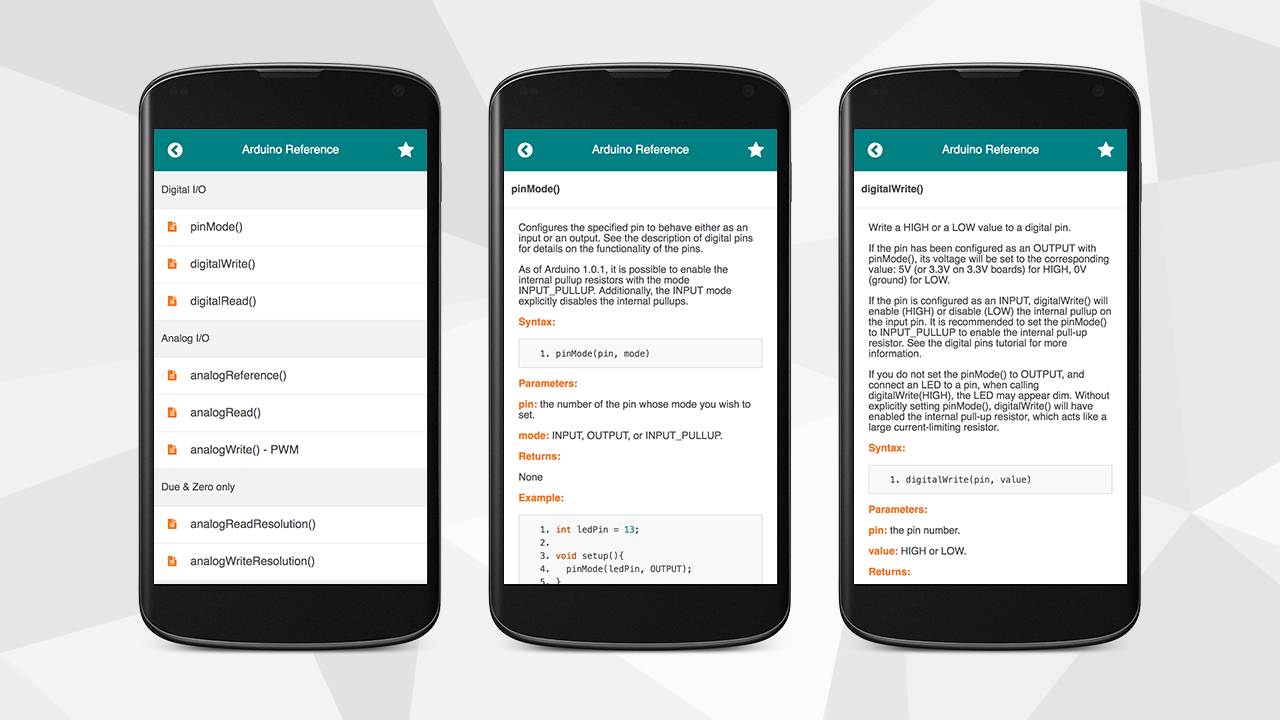 Arduino Reference
Digital I/O
pinMode()
digitalWrite()
digitalRead()
Analog I/O
analogReference()
analogRead()
analogWrite() - PWM
Due & Zero only
analogReadResolution()
analogWriteResolution()
Arduino Reference
pinMode()
Configures the specified pin to behave either as an
input or an output. See the description of digital pins
for details on the functionality of the pins.
As of Arduino 1.0.1, it is possible to enable the
internal pullup resistors with the mode
INPUT_PULLUP. Additionally, the INPUT mode
explicitly disables the internal pullups.
Syntax:
1. pinMode(pin, mode)
Parameters:
pin: the number of the pin whose mode you wish to
set.
mode: INPUT, OUTPUT, or INPUT_PULLUP.
Returns:
None
Example:
1. int ledPin = 13;
2.
3. void setup(){
4. pinMode(ledPin, OUTPUT);
5. }
Arduino Reference
digitalWrite()
Write a HIGH or a LOW value to a digital pin.
If the pin has been configured as an OUTPUT with
pinMode(), its voltage will be set to the corresponding
value: 5V (or 3.3V on 3.3V boards) for HIGH, 0V
(ground) for LOW.
If the pin is configured as an INPUT, digitalWrite() will
enable (HIGH) or disable (LOW) the internal pullup on
the input pin. It is recommended to set the pinMode()
to INPUT_PULLUP to enable the internal pull-up
resistor. See the digital pins tutorial for more
information.
If you do not set the pinMode() to OUTPUT, and
connect an LED to a pin, when calling
digitalWrite(HIGH), the LED may appear dim. Without
explicitly setting pinMode(), digitalWrite() will have
enabled the internal pull-up resistor, which acts like a
large current-limiting resistor.
Syntax:
1. digitalWrite(pin, value)
Parameters:
pin: the pin number.
value: HIGH or LOW.
Returns: